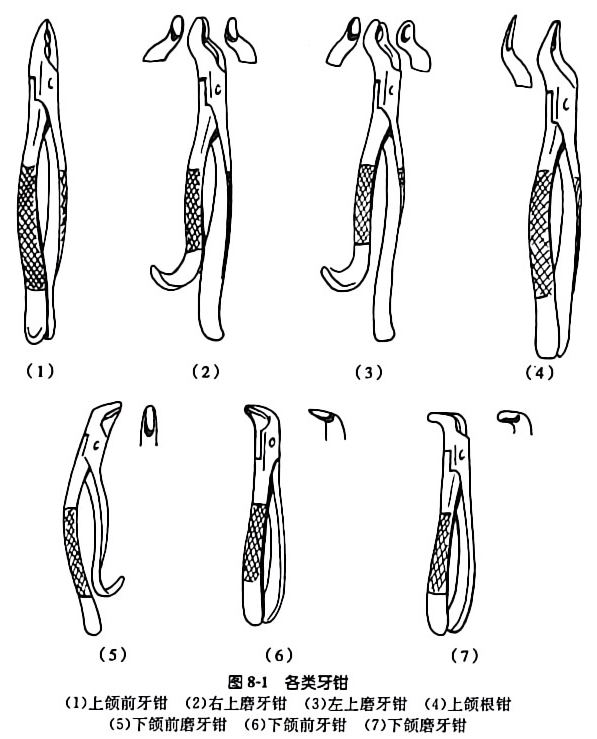 (1) (2) (3) (4)
(5) (6) (7)
图 8-1 各类牙钳
(1)上颌前牙钳 (2)右上磨牙钳 (3)左上磨牙钳 (4)上颌根钳
(5)下颌前磨牙钳 (6)下颌前牙钳 (7)下颌磨牙钳